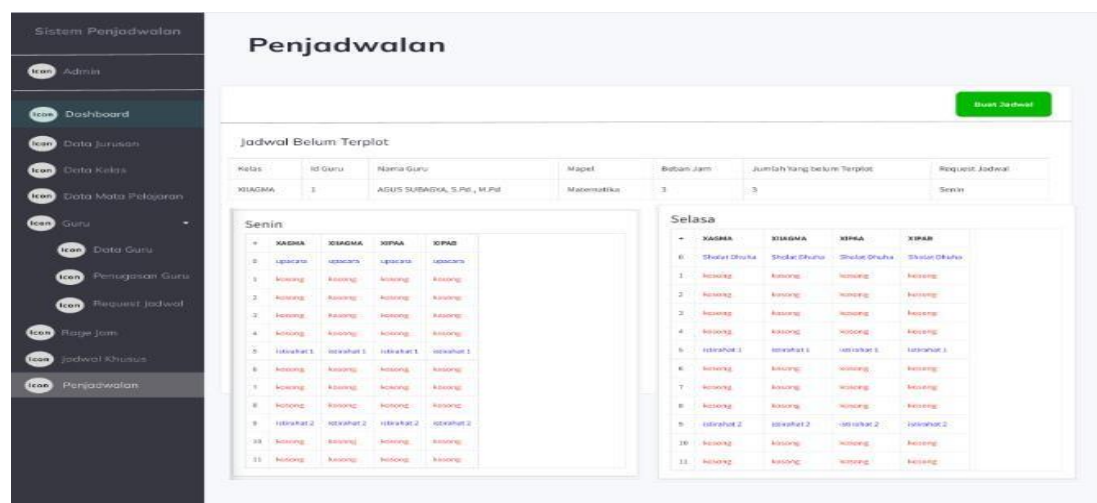 Sistem Penjadwalan
Icon Admin
Icon Dashboard
Icon Data Jurusan
Icon Data Kelas
Icon Data Mata Pelajaran
Icon Guru
Icon Data Guru
Icon Penugasan Guru
Icon Request Jadwal
Icon Rage Jam
Icon Jadwal Khusus
Icon Penjadwalan
Penjadwalan
Buat Jadwal
Jadwal Belum Terplot
Kelas Id Guru Nama Guru Mapel Beban Jam Jumlah Yang belum Terplot Request Jadwal
XIIAGMA 1 AGUS SUBAGYA, S.Pd., M.Pd Matematika 3 3 Senin
Senin
XAGMA XIIAGMA XIIPAA XIIPAB
0 upacara upacara upacara upacara
1 kosong kosong kosong kosong
2 kosong kosong kosong kosong
3 kosong kosong kosong kosong
4 kosong kosong kosong kosong
5 istirahat 1 istirahat 1 istirahat 1 istirahat 1
6 kosong kosong kosong kosong
7 kosong kosong kosong kosong
8 kosong kosong kosong kosong
9 istirahat 2 istirahat 2 istirahat 2 istirahat 2
10 kosong kosong kosong kosong
11 kosong kosong kosong kosong
Selasa
XAGMA XIIAGMA XIIPAA XIIPAB
0 Sholat Dhuha Sholat Dhuha Sholat Dhuha Sholat Dhuha
1 kosong kosong kosong kosong
2 kosong kosong kosong kosong
3 kosong kosong kosong kosong
4 kosong kosong kosong kosong
5 istirahat 1 istirahat 1 istirahat 1 istirahat 1
6 kosong kosong kosong kosong
7 kosong kosong kosong kosong
8 kosong kosong kosong kosong
9 istirahat 2 istirahat 2 istirahat 2 istirahat 2
10 kosong kosong kosong kosong
11 kosong kosong kosong kosong